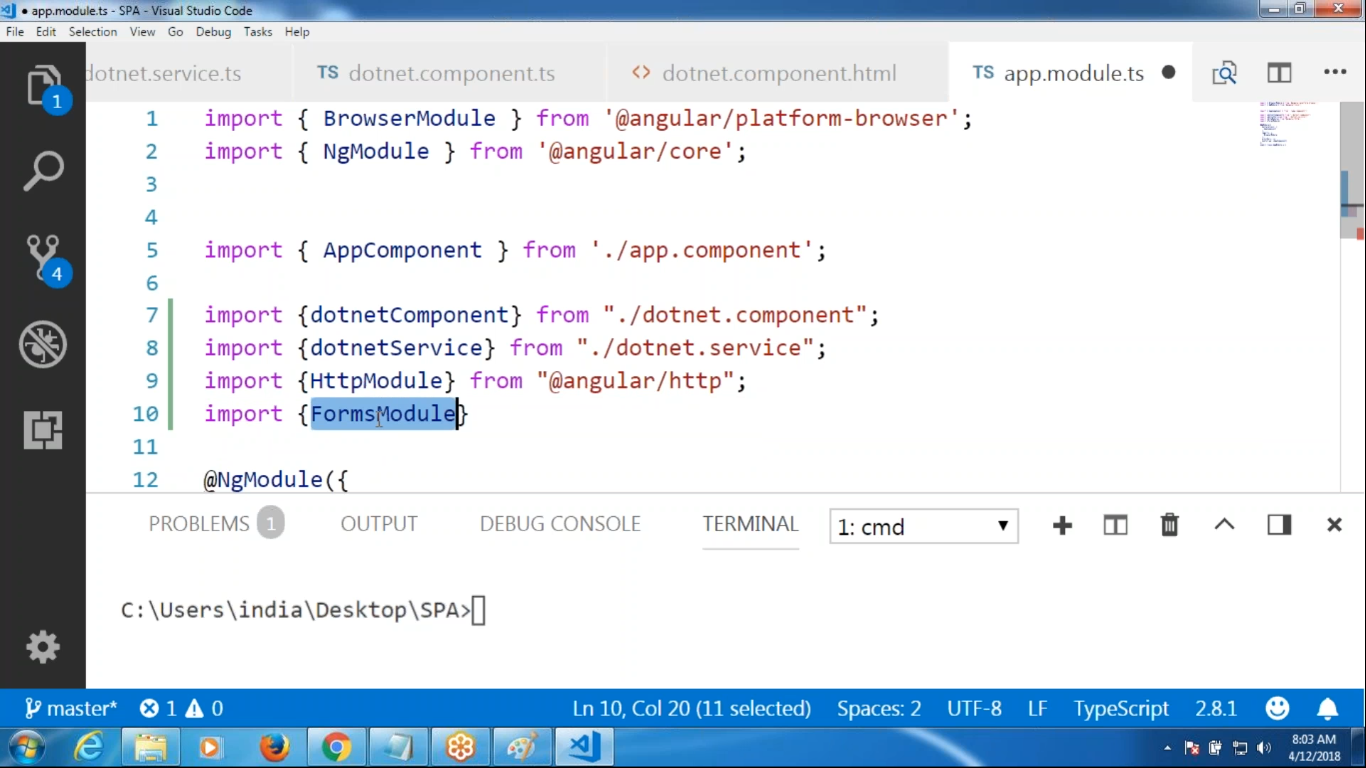 ● app.module.ts - SPA - Visual Studio Code
File Edit Selection View Go Debug Tasks Help
dotnet.service.ts TS dotnet.component.ts <> dotnet.component.html TS app.module.ts ●
1 import { BrowserModule } from '@angular/platform-browser';
2 import { NgModule } from '@angular/core';
3
4
5 import { AppComponent } from './app.component';
6
7 import {dotnetComponent} from "./dotnet.component";
8 import {dotnetService} from "./dotnet.service";
9 import {HttpModule} from "@angular/http";
10 import {FormsModule}
11
12 @NgModule({
1
4
PROBLEMS 1 OUTPUT DEBUG CONSOLE TERMINAL 1: cmd
C:\Users\india\Desktop\SPA>
master* 1 0 Ln 10, Col 20 (11 selected) Spaces: 2 UTF-8 LF TypeScript 2.8.1
8:03 AM
4/12/2018